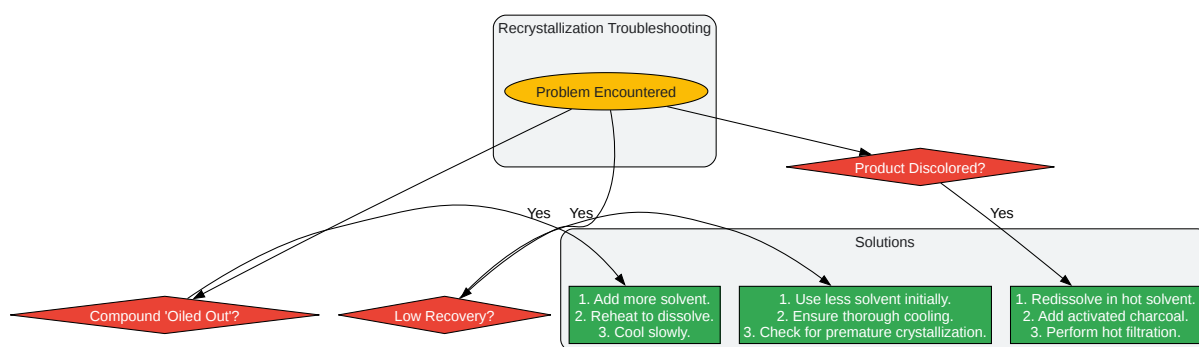 Recrystallization Troubleshooting
Problem Encountered
Product Discolored?
Yes
Yes
Yes
Solutions
Compound 'Oiled Out'?
Low Recovery?
1. Add more solvent.
2. Reheat to dissolve.
3. Cool slowly.
1. Use less solvent initially.
2. Ensure thorough cooling.
3. Check for premature crystallization.
1. Redissolve in hot solvent.
2. Add activated charcoal.
3. Perform hot filtration.